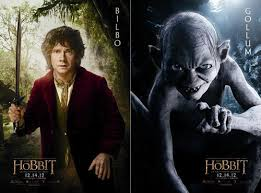 BILBO
THE
HOBBIT
12.14.12
GOLLUM
THE
HOBBIT
12.14.12